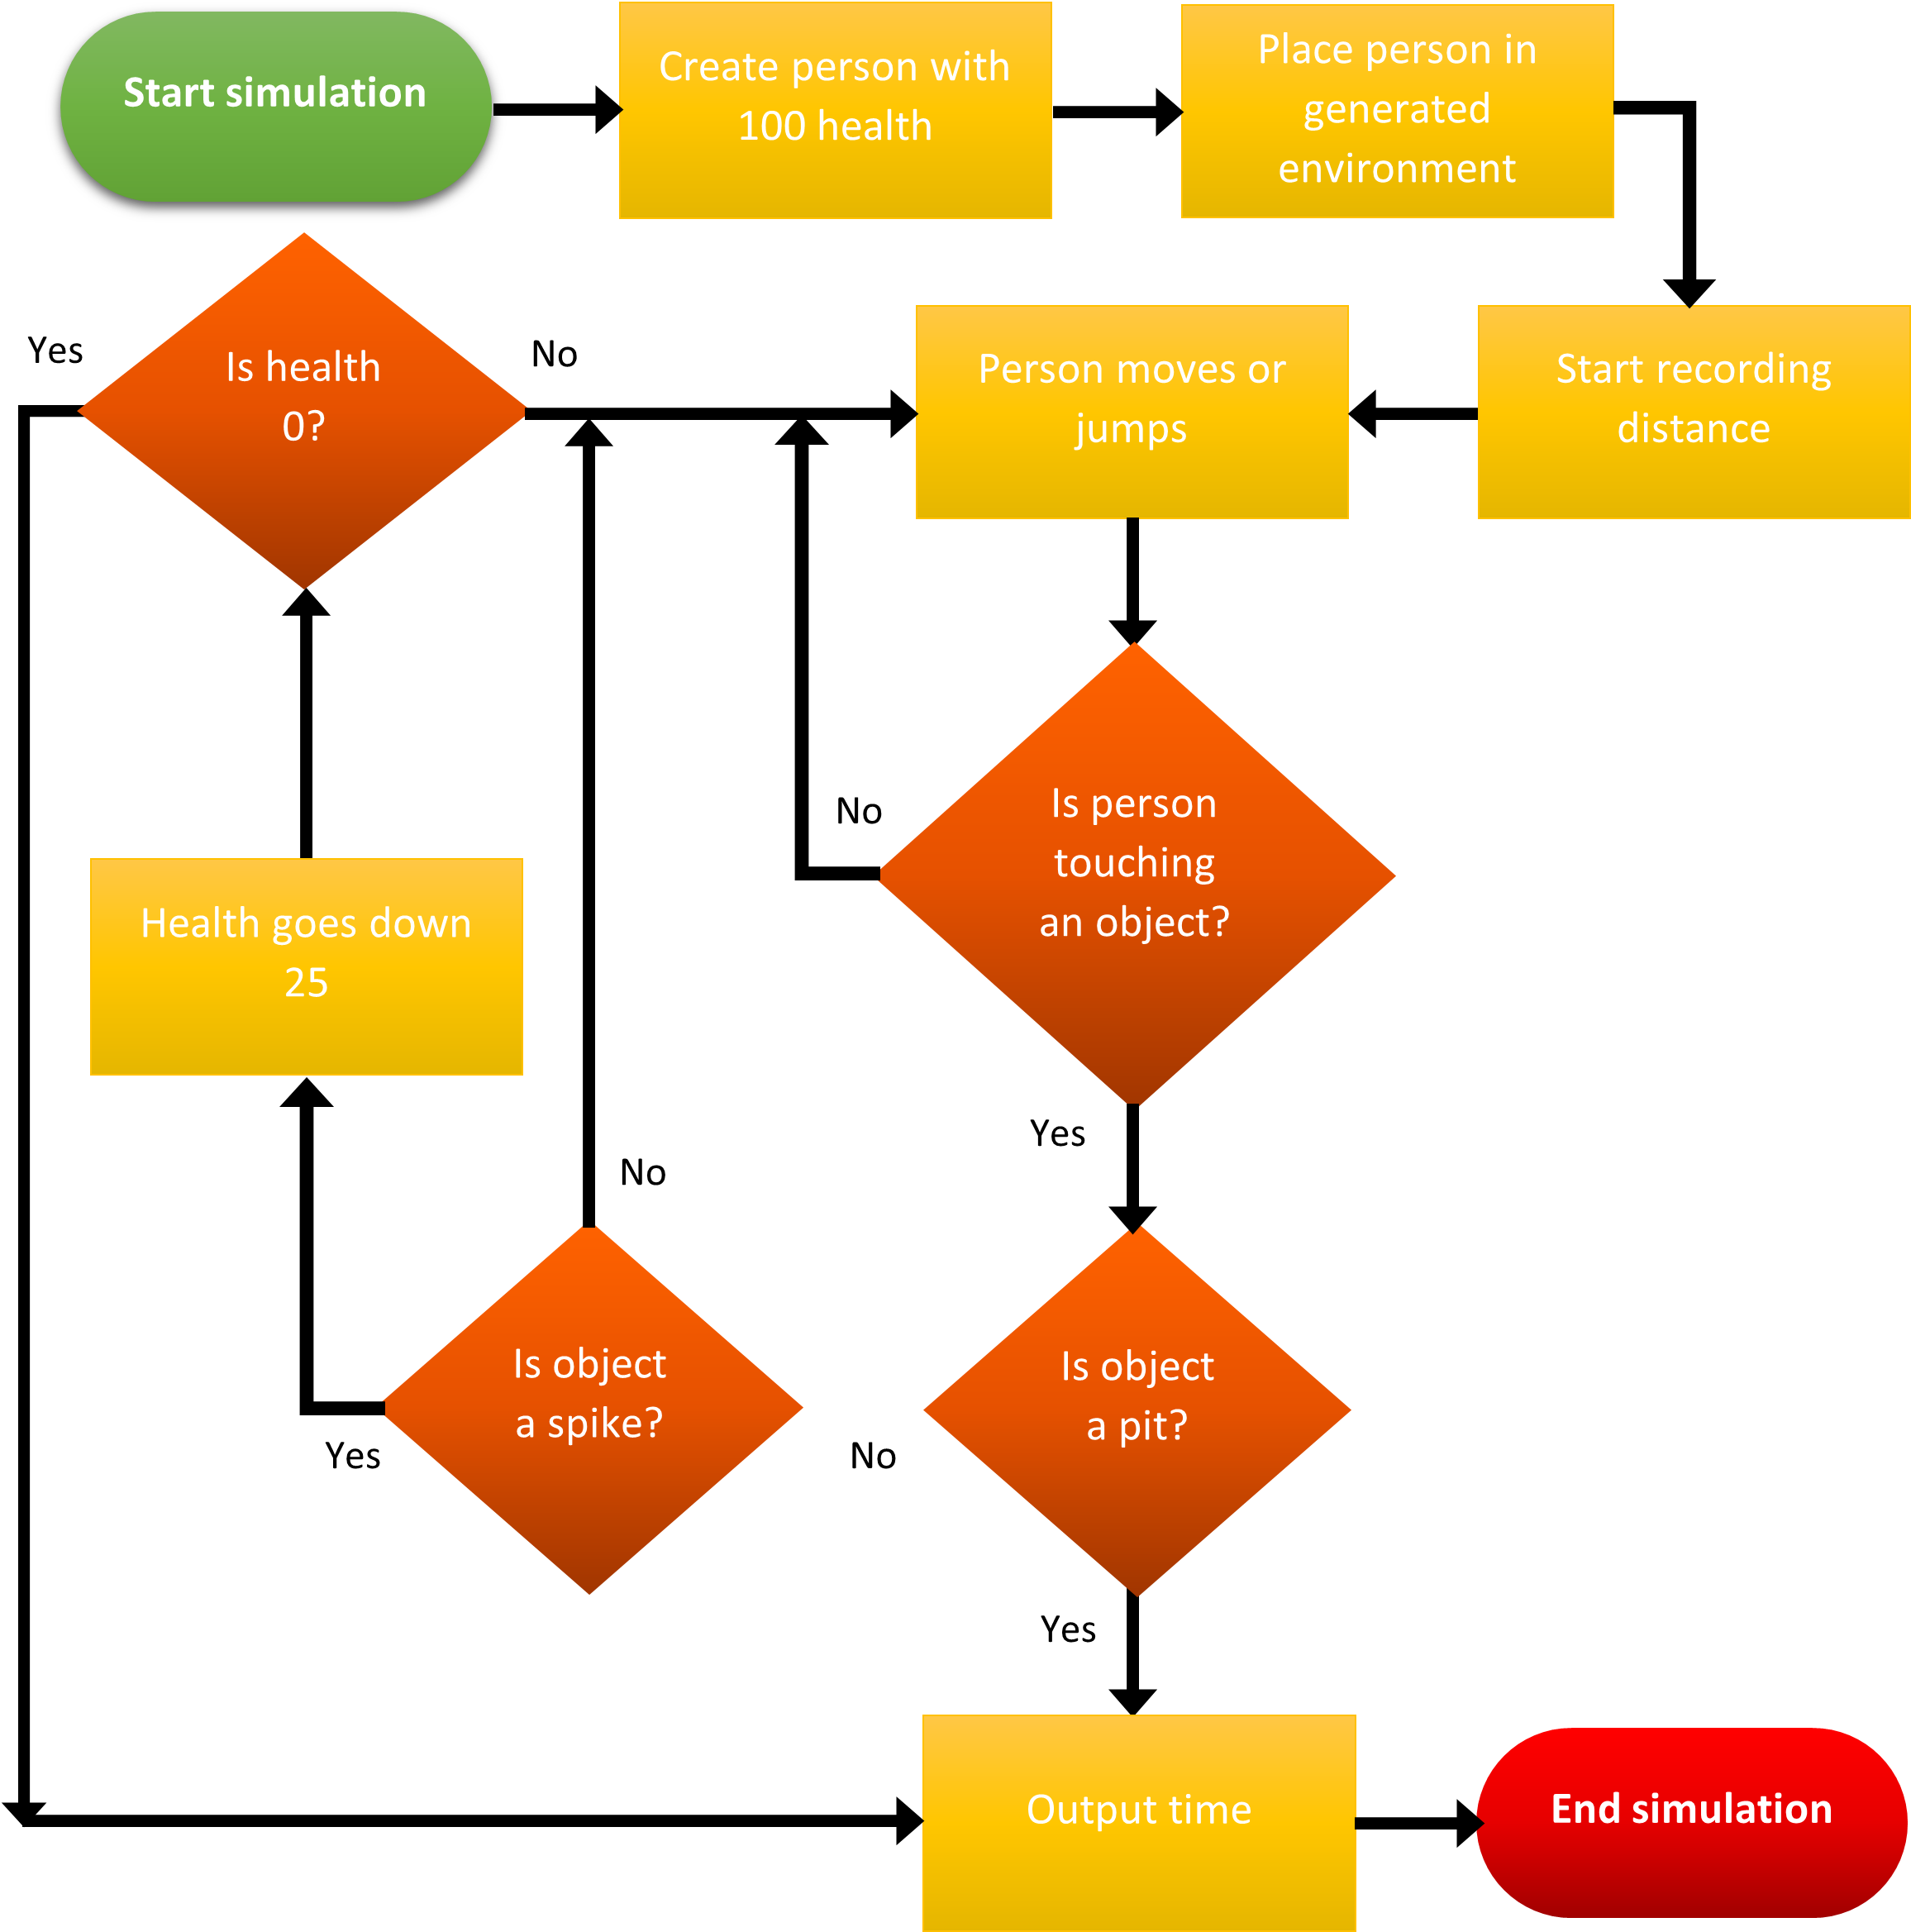 Start simulation
Create person with
100 health
Place person in
generated
environment
Yes
Is health
0?
No
Person moves or
jumps
Start recording
distance
No
Is person
touching
an object?
Health goes down
25
Yes
No
Is object
a spike?
Yes
No
Is object
a pit?
Yes
Output time
End simulation